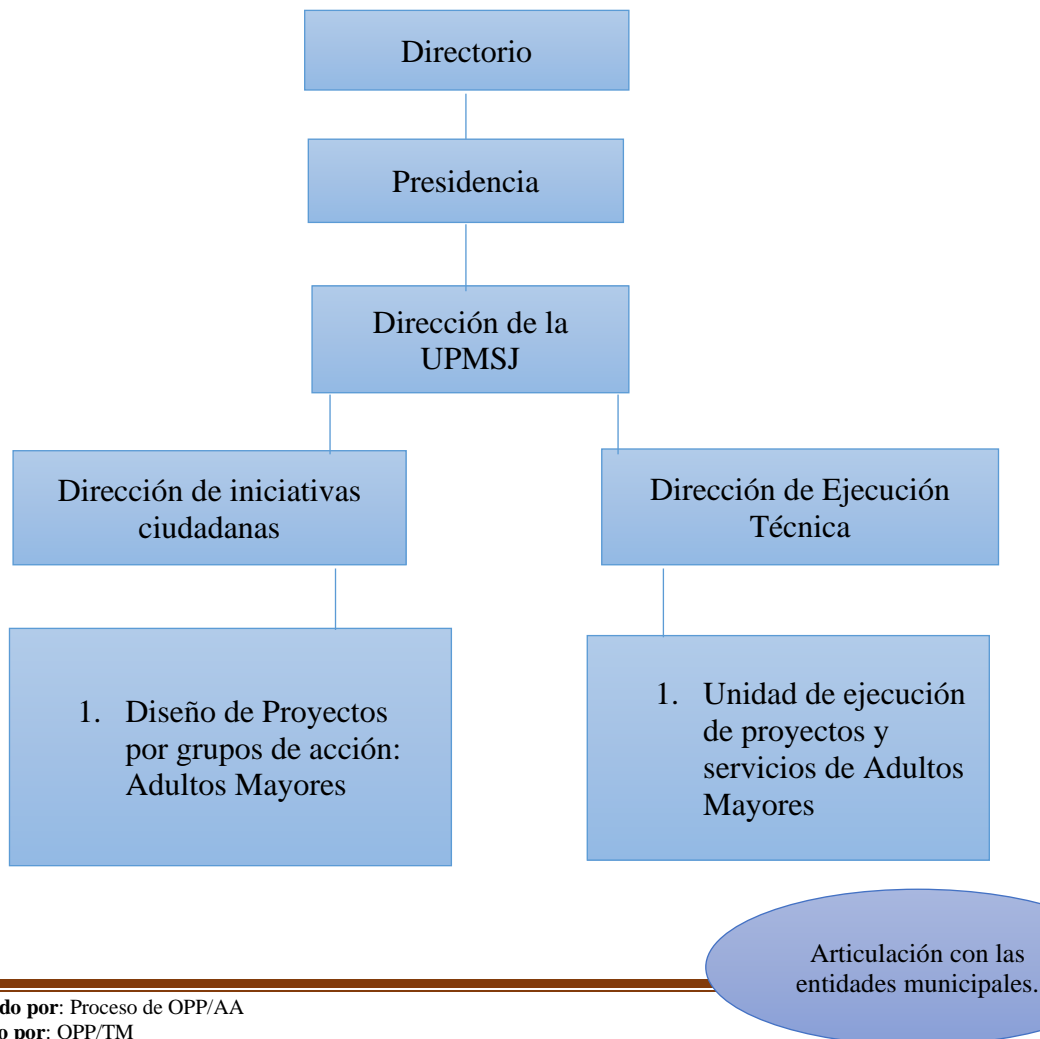 Directorio
Presidencia
Dirección de la
UPMSJ
Dirección de iniciativas
ciudadanas
Dirección de Ejecución
Técnica
1. Diseño de Proyectos
por grupos de acción:
Adultos Mayores
1. Unidad de ejecución
de proyectos y
servicios de Adultos
Mayores
Articulación con las
entidades municipales.
do por: Proceso de OPP/AA
o por: OPP/TM